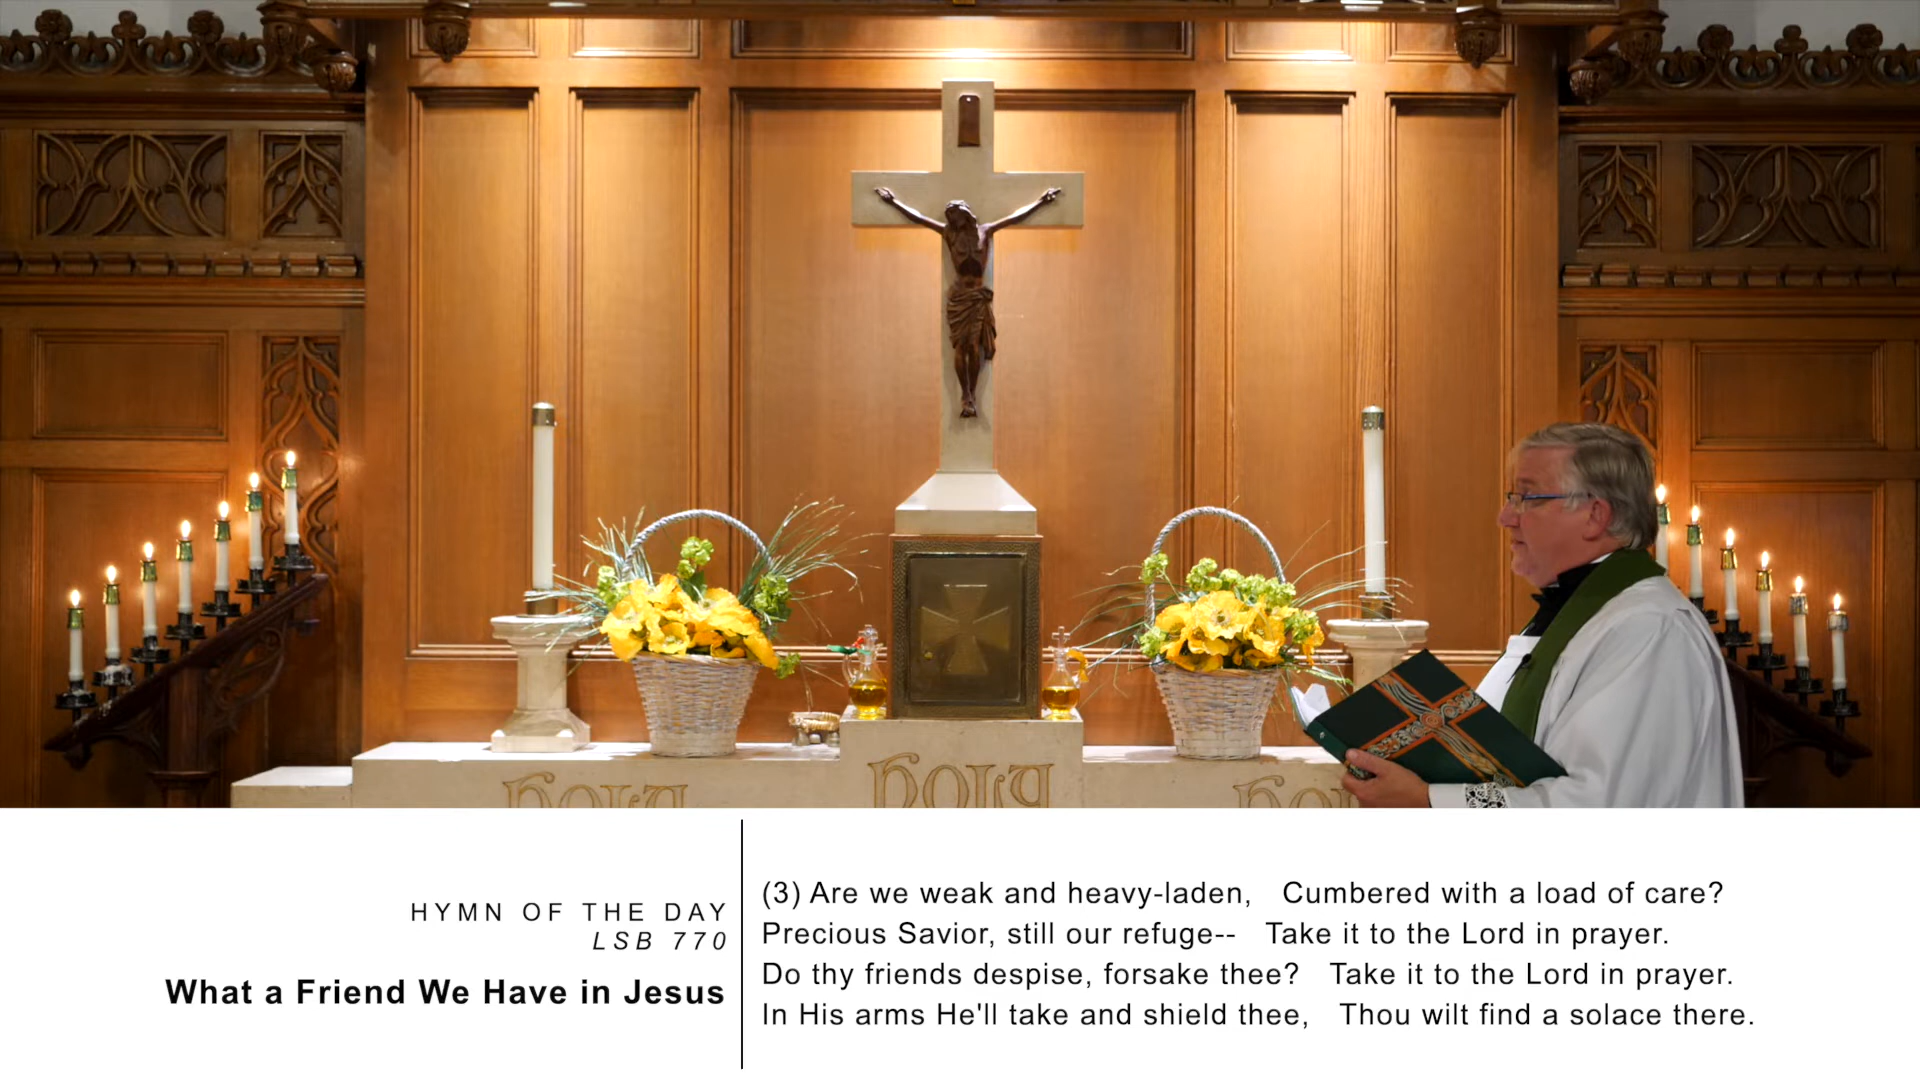 HOLY HOLY HO
HYMN OF THE DAY
LSB 770
What a Friend We Have in Jesus
(3) Are we weak and heavy-laden, Cumbered with a load of care?
Precious Savior, still our refuge-- Take it to the Lord in prayer.
Do thy friends despise, forsake thee? Take it to the Lord in prayer.
In His arms He'll take and shield thee, Thou wilt find a solace there.